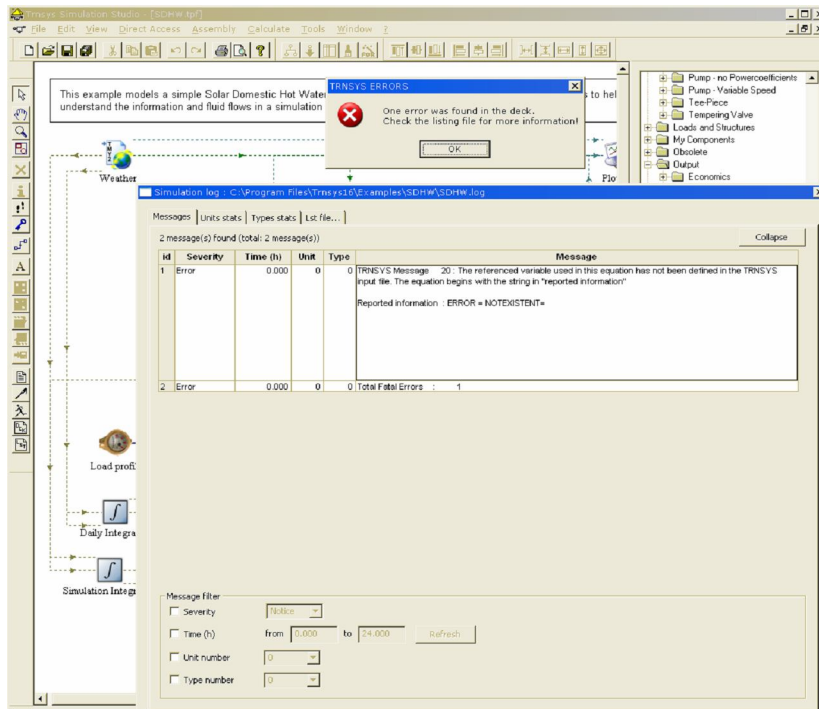 Trnsys Simulation Studio - [SDHW.tpf]
File Edit View Direct Access Assembly Calculate Tools Window ?
This example models a simple Solar Domestic Hot Water
understand the information and fluid flows in a simulation
s to hel
TRNSYS ERRORS
One error was found in the deck.
Check the listing file for more information!
OK
Pump - no Powercoefficients
Pump - Variable Speed
Tee-Piece
Tempering Valve
Loads and Structures
My Components
Obsolete
Output
Economics
Weather
Plo
Simulation log : C:\Program Files\Trnsys16\Examples\SDHW\SDHW.log
Messages Units stats Types stats Lst file...
2 message(s) found (total: 2 message(s))
Collapse
id Severity Time (h) Unit Type Message
1 Error 0.000 0 0 TRNSYS Message 20 : The referenced variable used in this equation has not been defined in the TRNSYS
input file. The equation begins with the string in "reported information"
Reported information : ERROR = NOTEXISTENT=
2 Error 0.000 0 0 Total Fatal Errors : 1
Load profi
Daily Integra
Simulation Integr
Message filter
Severity Notice
Time (h) from 0.000 to 24.000 Refresh
Unit number 0
Type number 0